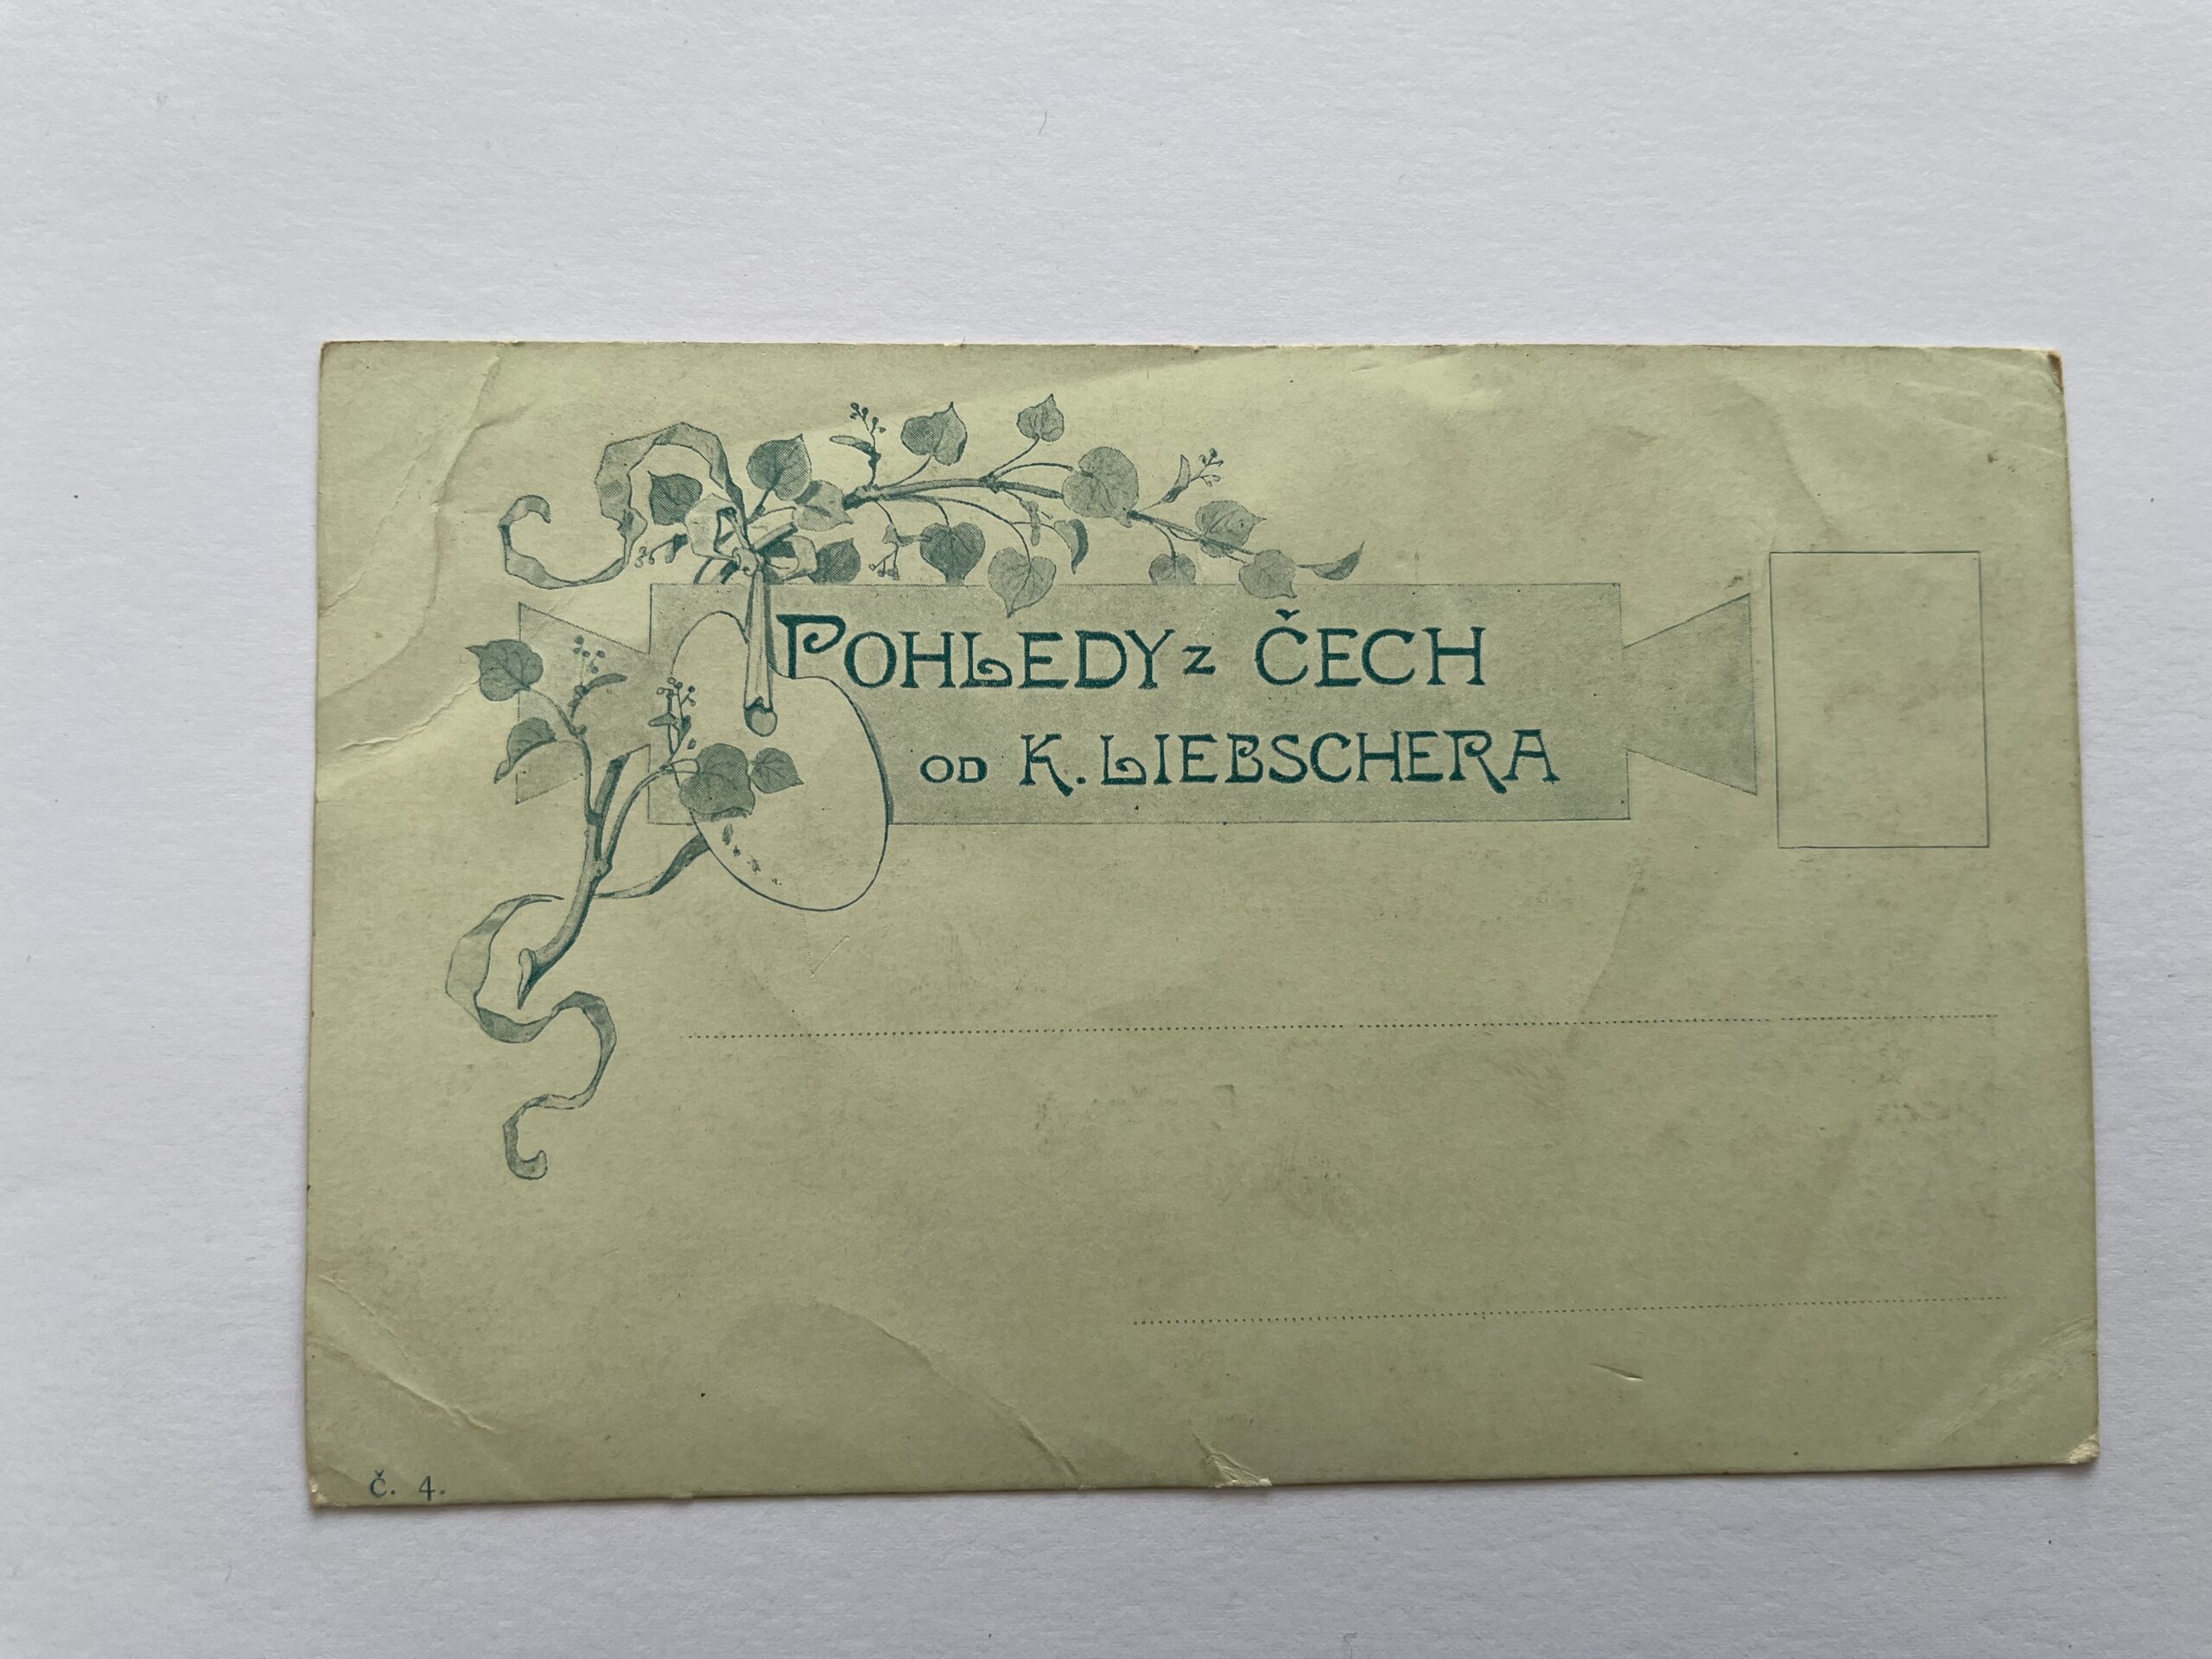 POHLEDY z ČECH
OD K. LIEBSCHERA
Č. 4.